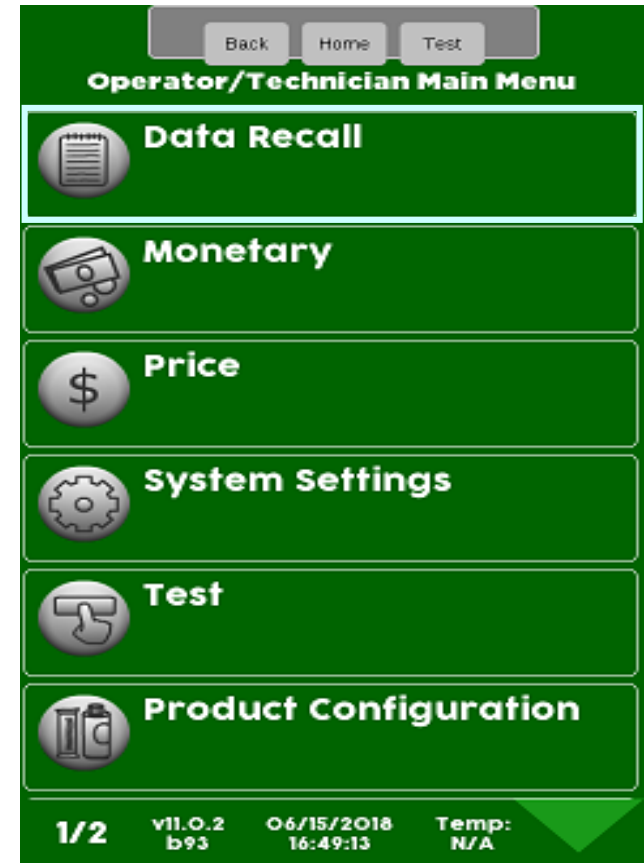 Back Home Test
Operator/Technician Main Menu
Data Recall
Monetary
$ Price
System Settings
Test
Product Configuration
1/2 v11.0.2 06/15/2018 Temp:
b93 16:49:13 N/A